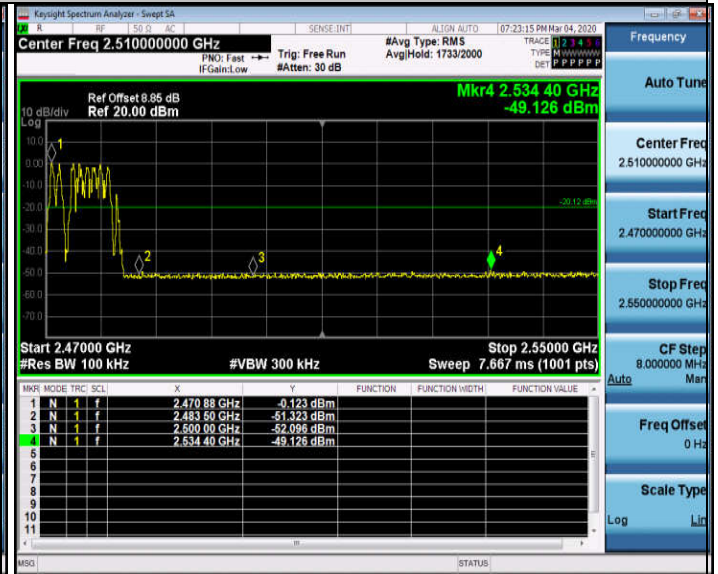 Keysight Spectrum Analyzer - Swept SA
R RF 50 Ω AC SENSE:INT ALIGN AUTO 07:23:15 PM Mar 04, 2020
Center Freq 2.510000000 GHz
PNO: Fast
IFGain:Low
Trig: Free Run
#Atten: 30 dB
#Avg Type: RMS
Avg|Hold: 1733/2000
TRACE 1 2 3 4 5 6
TYPE M W W W W W
DET P P P P P P
Ref Offset 8.85 dB
10 dB/div Ref 20.00 dBm
Log
Mkr4 2.534 40 GHz
-49.126 dBm
10.0
0.00
-10.0
-20.0
-30.0
-40.0
-50.0
-60.0
-70.0
1
2
3
4
-20.12 dBm
Start 2.47000 GHz Stop 2.55000 GHz
#Res BW 100 kHz #VBW 300 kHz Sweep 7.667 ms (1001 pts)
MKR MODE TRC SCL X Y FUNCTION FUNCTION WIDTH FUNCTION VALUE
1 N 1 f 2.470 88 GHz -0.123 dBm
2 N 1 f 2.483 50 GHz -51.323 dBm
3 N 1 f 2.500 00 GHz -52.096 dBm
4 N 1 f 2.534 40 GHz -49.126 dBm
5
6
7
8
9
10
11
MSG STATUS
Frequency
Auto Tune
Center Freq
2.510000000 GHz
Start Freq
2.470000000 GHz
Stop Freq
2.550000000 GHz
CF Step
8.000000 MHz
Auto Man
Freq Offset
0 Hz
Scale Type
Log Lin